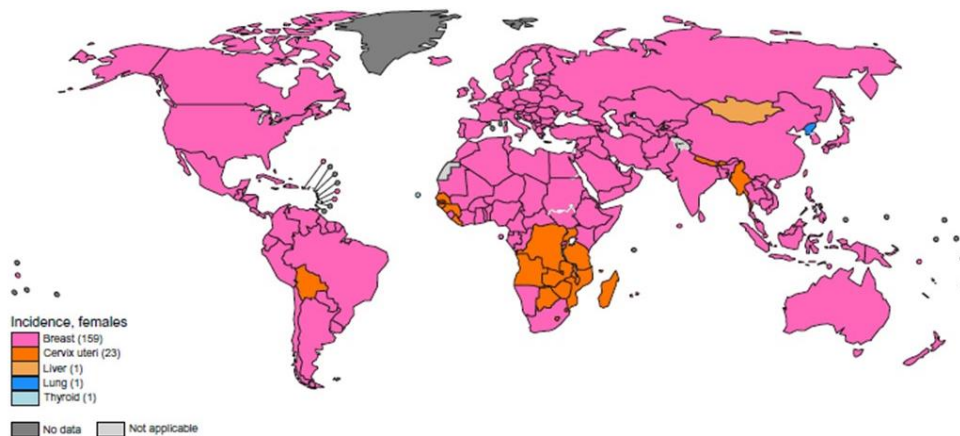 Incidence, females
Breast (159)
Cervix uteri (23)
Liver (1)
Lung (1)
Thyroid (1)
No data Not applicable